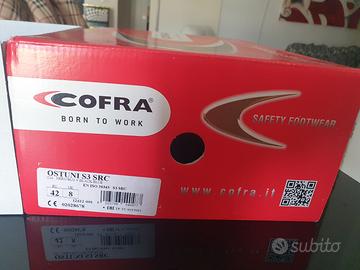 COFRA
BORN TO WORK
SAFETY FOOTWEAR
OSTUNI S3 SRC
EN ISO 20345 S3 SRC
42 8
02028678
www.cofra.it
subito